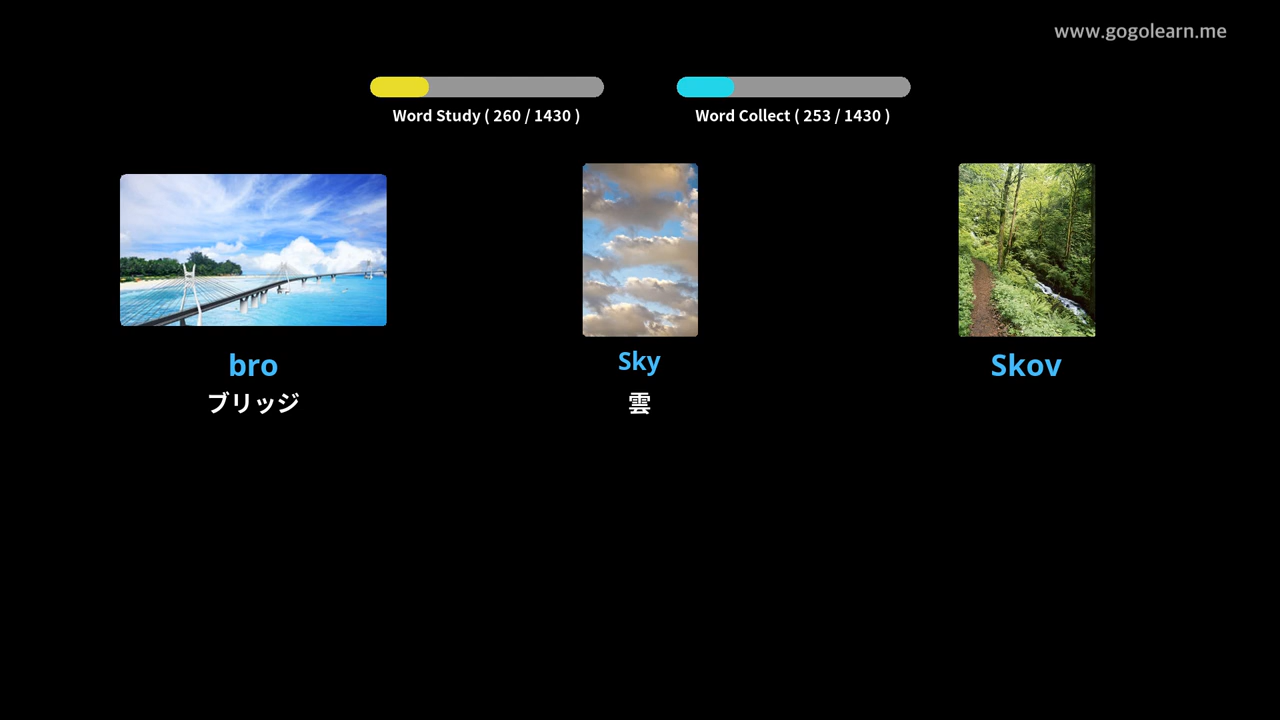 www.gogolearn.me
Word Study ( 260 / 1430 )
Word Collect ( 253 / 1430 )
bro
Sky
Skov
ブリッジ
雲